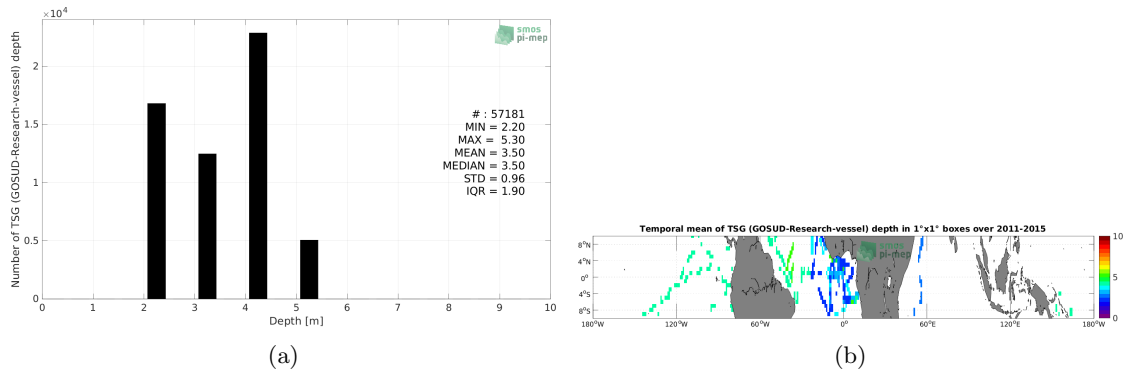 ×10⁴
smos
pi-mep
Number of TSG (GOSUD-Research-vessel) depth
2
1.5
1
0.5
0
# : 57181
MIN = 2.20
MAX = 5.30
MEAN = 3.50
MEDIAN = 3.50
STD = 0.96
IQR = 1.90
0 1 2 3 4 5 6 7 8 9 10
Depth [m]
(a)
Temporal mean of TSG (GOSUD-Research-vessel) depth in 1°x1° boxes over 2011-2015
smos
pi-mep
8°N
4°N
0°
4°S
8°S
180°W 120°W 60°W 0° 60°E 120°E 180°W
10
5
0
(b)